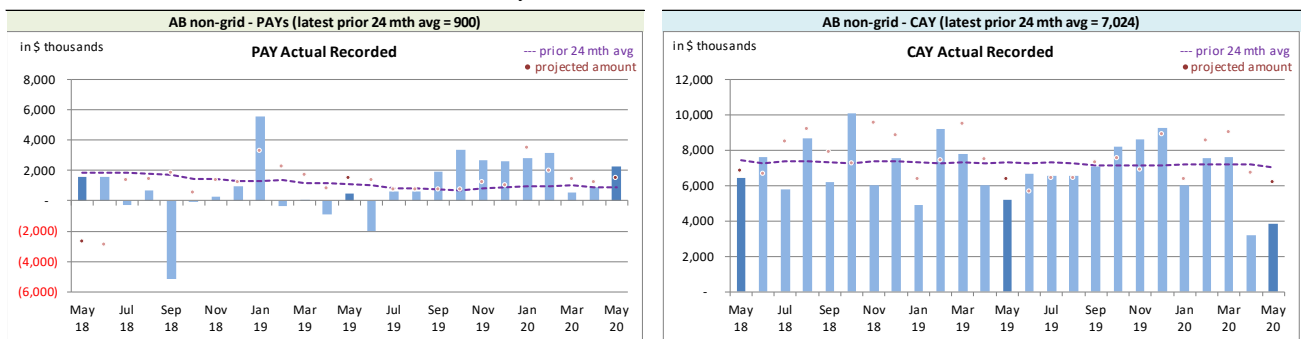 AB non-grid - PAYs (latest prior 24 mth avg = 900)
in $ thousands
PAY Actual Recorded
--- prior 24 mth avg
• projected amount
8,000
6,000
4,000
2,000
-
(2,000)
(4,000)
(6,000)
May Jul Sep Nov Jan Mar May Jul Sep Nov Jan Mar May
18 18 18 18 19 19 19 19 19 19 20 20 20
AB non-grid - CAY (latest prior 24 mth avg = 7,024)
in $ thousands
CAY Actual Recorded
--- prior 24 mth avg
• projected amount
12,000
10,000
8,000
6,000
4,000
2,000
-
May Jul Sep Nov Jan Mar May Jul Sep Nov Jan Mar May
18 18 18 18 19 19 19 19 19 19 20 20 20